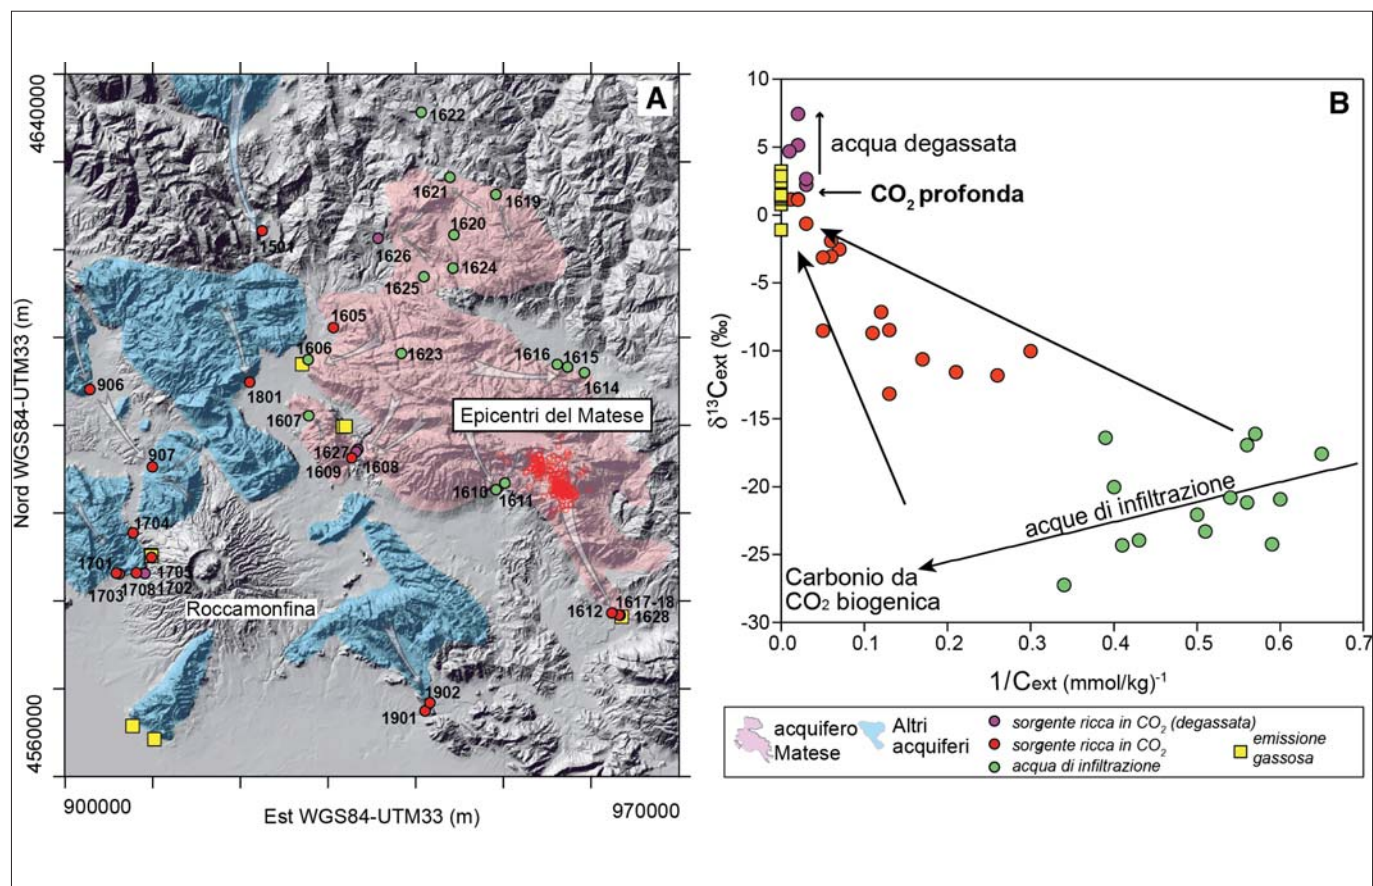 A
4640000
Nord WGS84-UTM33 (m)
4560000
900000
Est WGS84-UTM33 (m)
970000
1622
1621
1619
1620
1501
1626
1624
1625
1605
1606
1623
1616
1615
1614
906
1801
Epicentri del Matese
1607
1627
907
1609
1608
1610
1611
1704
1701
1705
1703
1708
1702
Roccamonfina
1612
1617-18
1628
1902
1901
B
10
5
0
-5
-10
-15
-20
-25
-30
δ¹³Cext (‰)
acqua degassata
CO₂ profonda
acque di infiltrazione
Carbonio da
CO₂ biogenica
0.0
0.1
0.2
0.3
0.4
0.5
0.6
0.7
1/Cext (mmol/kg)⁻¹
acquifero
Matese
Altri
acquiferi
sorgente ricca in CO₂ (degassata)
sorgente ricca in CO₂
acqua di infiltrazione
emissione
gassosa